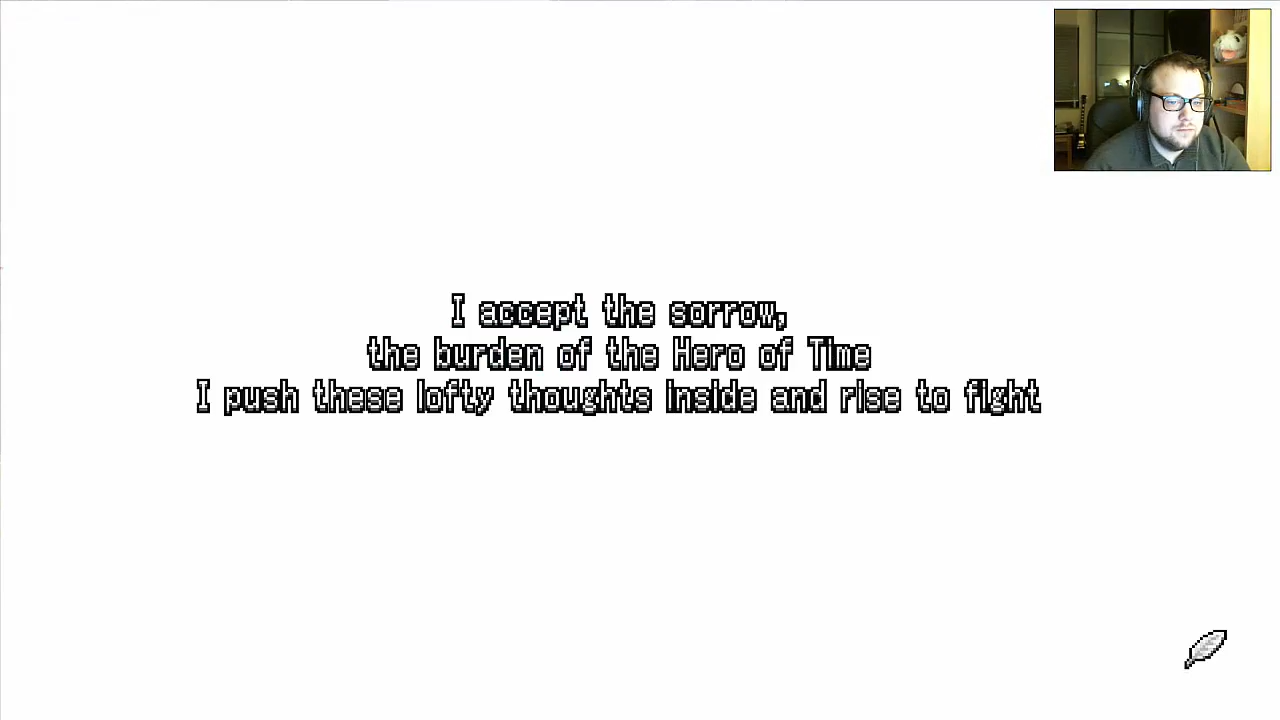 I accept the sorrow,
the burden of the Hero of Time
I push these lofty thoughts inside and rise to fight